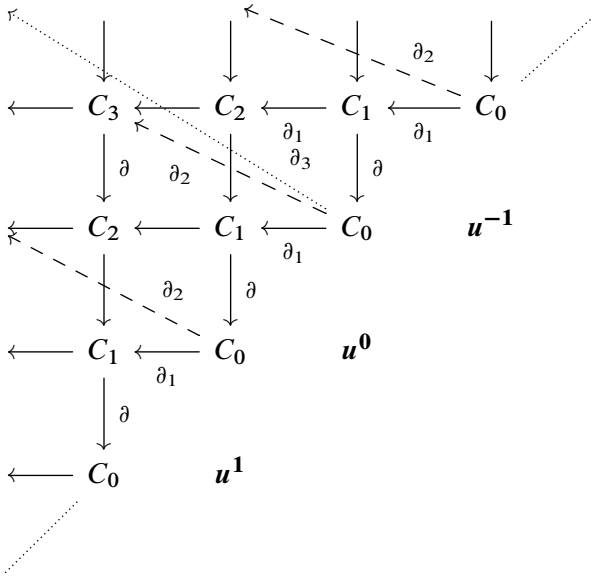 ∂₂
C₃ C₂ C₁ C₀
∂₁ ∂₁
∂ ∂₂ ∂₃ ∂
C₂ C₁ C₀ u⁻¹
∂₁
∂₂ ∂
C₁ C₀ u⁰
∂₁
∂
C₀ u¹